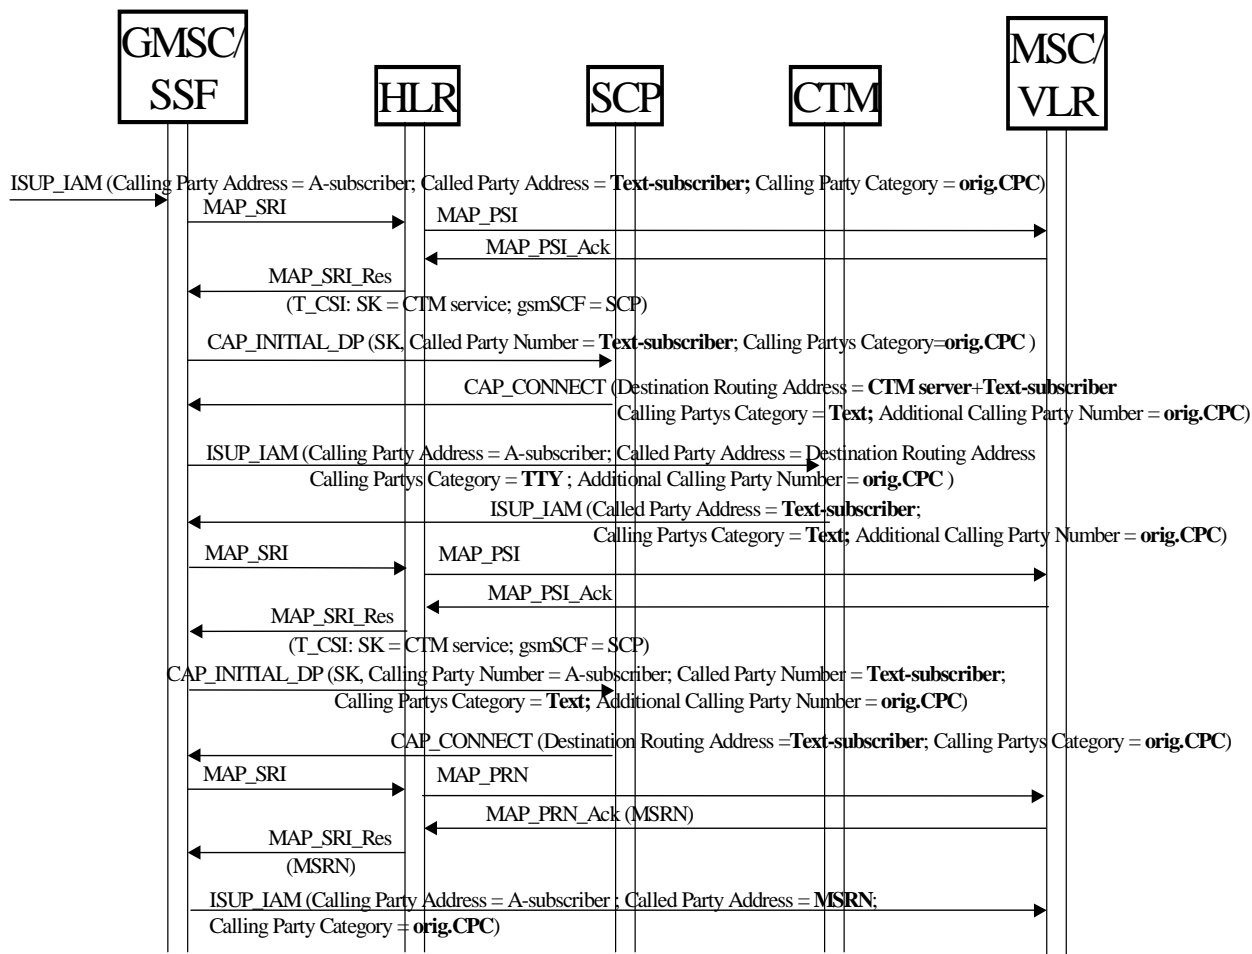 GMSC/
SSF
HLR
SCP
CTM
MSC/
VLR
ISUP_IAM (Calling Party Address = A-subscriber; Called Party Address = Text-subscriber; Calling Party Category = orig.CPC)
MAP_SRI
MAP_PSI
MAP_PSI_Ack
MAP_SRI_Res
(T_CSI: SK = CTM service; gsmSCF = SCP)
CAP_INITIAL_DP (SK, Called Party Number = Text-subscriber; Calling Partys Category=orig.CPC )
CAP_CONNECT (Destination Routing Address = CTM server+Text-subscriber
Calling Partys Category = Text; Additional Calling Party Number = orig.CPC)
ISUP_IAM (Calling Party Address = A-subscriber; Called Party Address = Destination Routing Address
Calling Partys Category = TTY ; Additional Calling Party Number = orig.CPC )
ISUP_IAM (Called Party Address = Text-subscriber;
Calling Partys Category = Text; Additional Calling Party Number = orig.CPC)
MAP_SRI
MAP_PSI
MAP_PSI_Ack
MAP_SRI_Res
(T_CSI: SK = CTM service; gsmSCF = SCP)
CAP_INITIAL_DP (SK, Calling Party Number = A-subscriber; Called Party Number = Text-subscriber;
Calling Partys Category = Text; Additional Calling Party Number = orig.CPC)
CAP_CONNECT (Destination Routing Address =Text-subscriber; Calling Partys Category = orig.CPC)
MAP_SRI
MAP_PRN
MAP_PRN_Ack (MSRN)
MAP_SRI_Res
(MSRN)
ISUP_IAM (Calling Party Address = A-subscriber ; Called Party Address = MSRN;
Calling Party Category = orig.CPC)